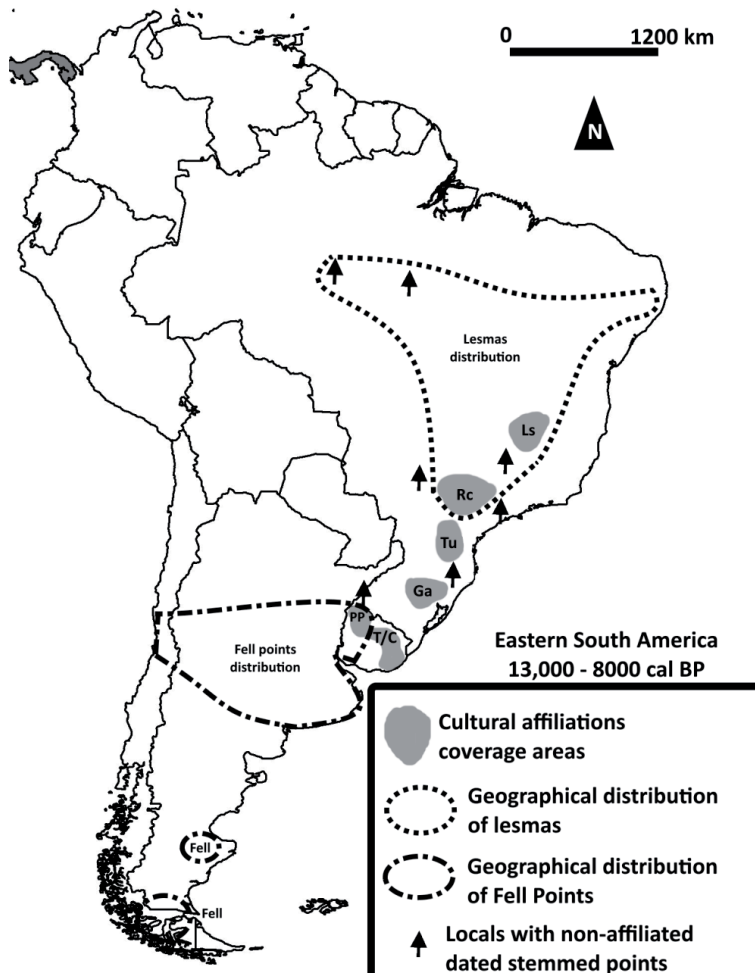 0 1200 km
N
Lesmas
distribution
Ls
Rc
Tu
Ga
PP
T/C
Fell points
distribution
Eastern South America
13,000 - 8000 cal BP
Fell
Fell
Cultural affiliations
coverage areas
Geographical distribution
of lesmas
Geographical distribution
of Fell Points
Locals with non-affiliated
dated stemmed points